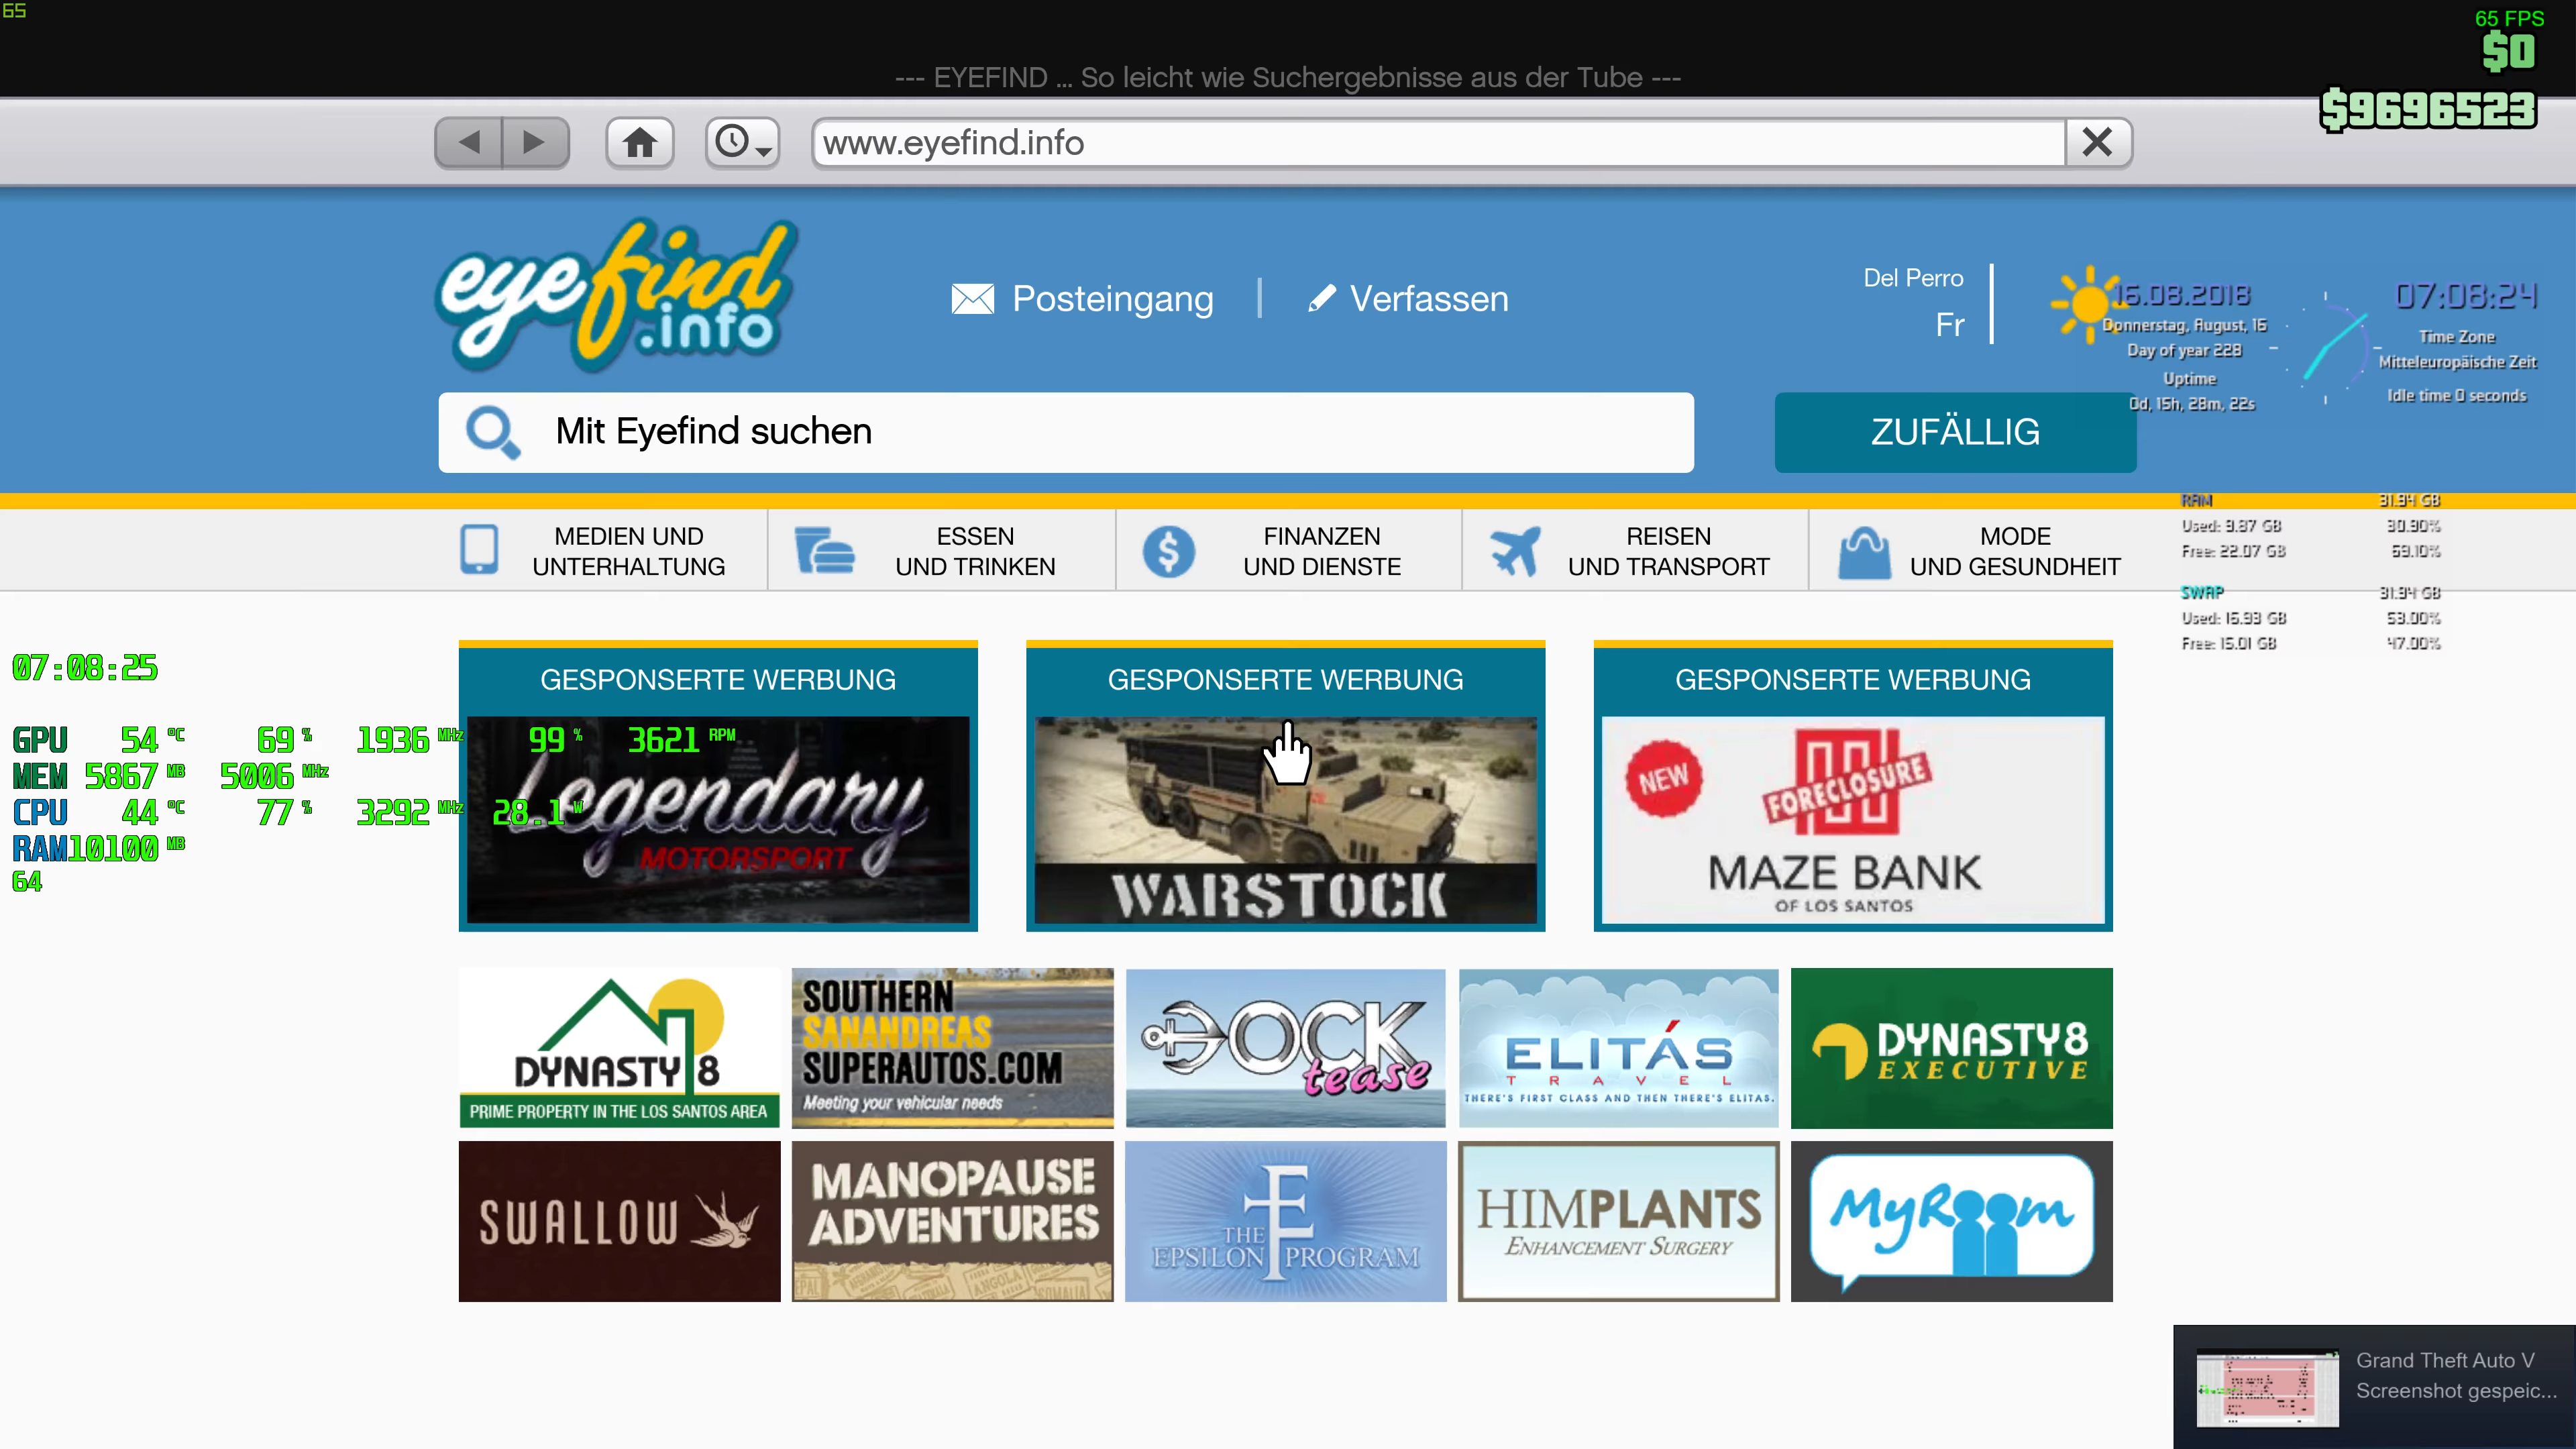 65
65 FPS
$0
--- EYEFIND ... So leicht wie Suchergebnisse aus der Tube ---
$9696523
www.eyefind.info
eyefind
.info
Posteingang
Verfassen
Del Perro
Fr
16.08.2018
Donnerstag, August, 16
Day of year 228
Uptime
0d, 15h, 28m, 22s
07:08:24
Time Zone
Mitteleuropäische Zeit
Idle time 0 seconds
Mit Eyefind suchen
ZUFÄLLIG
MEDIEN UND
UNTERHALTUNG
ESSEN
UND TRINKEN
FINANZEN
UND DIENSTE
REISEN
UND TRANSPORT
MODE
UND GESUNDHEIT
RAM 31.94 GB
Used: 9.87 GB 30.90%
Free: 22.07 GB 69.10%
SWAP 31.94 GB
Used: 16.93 GB 53.00%
Free: 15.01 GB 47.00%
07:08:25
GPU 54 °C 69 % 1936 MHz 99 % 3621 RPM
MEM 5867 MB 5006 MHz
CPU 44 °C 77 % 3292 MHz 28.1 W
RAM 10100 MB
64
GESPONSERTE WERBUNG
Legendary
MOTORSPORT
GESPONSERTE WERBUNG
WARSTOCK
GESPONSERTE WERBUNG
NEW
FORECLOSURE
MAZE BANK
OF LOS SANTOS
DYNASTY 8
PRIME PROPERTY IN THE LOS SANTOS AREA
SOUTHERN
SANANDREAS
SUPERAUTOS.COM
Meeting your vehicular needs
DOCK
tease
ELITÁS
TRAVEL
THERE'S FIRST CLASS AND THEN THERE'S ELITAS.
DYNASTY 8
EXECUTIVE
SWALLOW
MANOPAUSE
ADVENTURES
ANGOLA
SOMALIA
THE
EPSILON PROGRAM
HIMPLANTS
ENHANCEMENT SURGERY
MyRoom
Grand Theft Auto V
Screenshot gespeic...